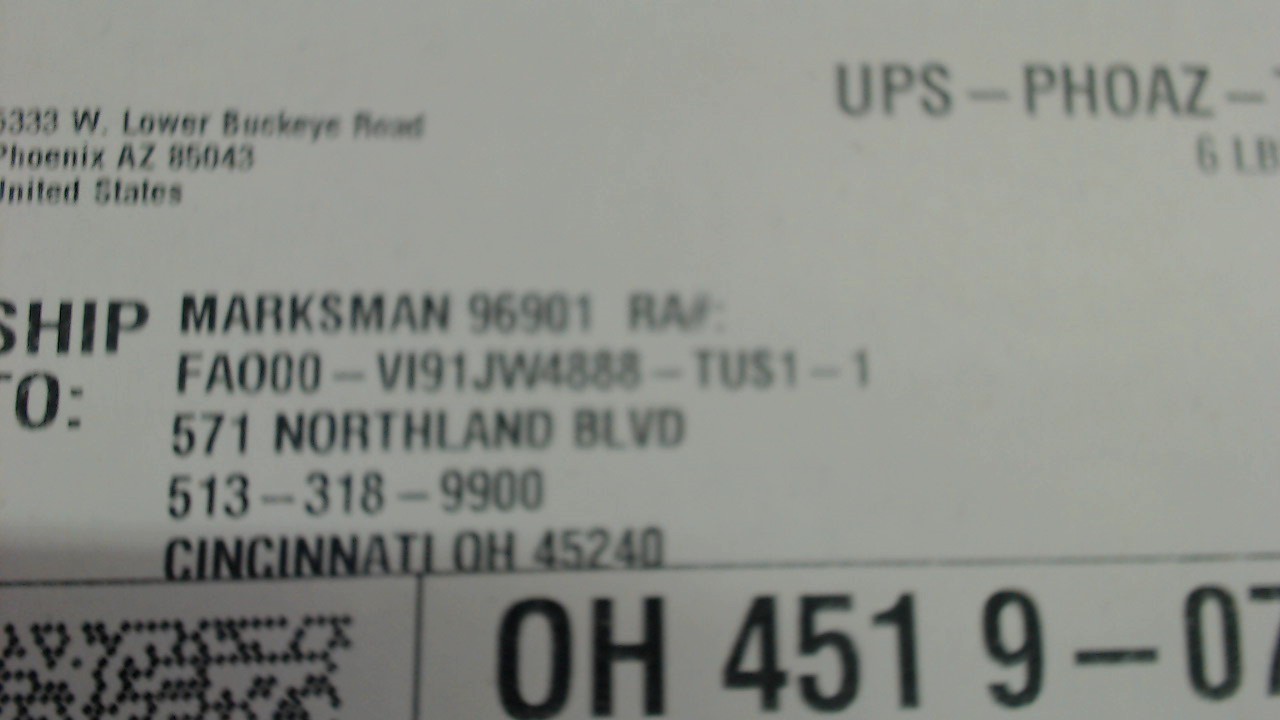 5333 W. Lower Buckeye Road
Phoenix AZ 85043
United States
UPS-PHOAZ-
6 LB
SHIP TO:
MARKSMAN 96901 RA#:
FAO00-VI91JW4888-TUS1-1
571 NORTHLAND BLVD
513-318-9900
CINCINNATI OH 45240
OH 451 9-07